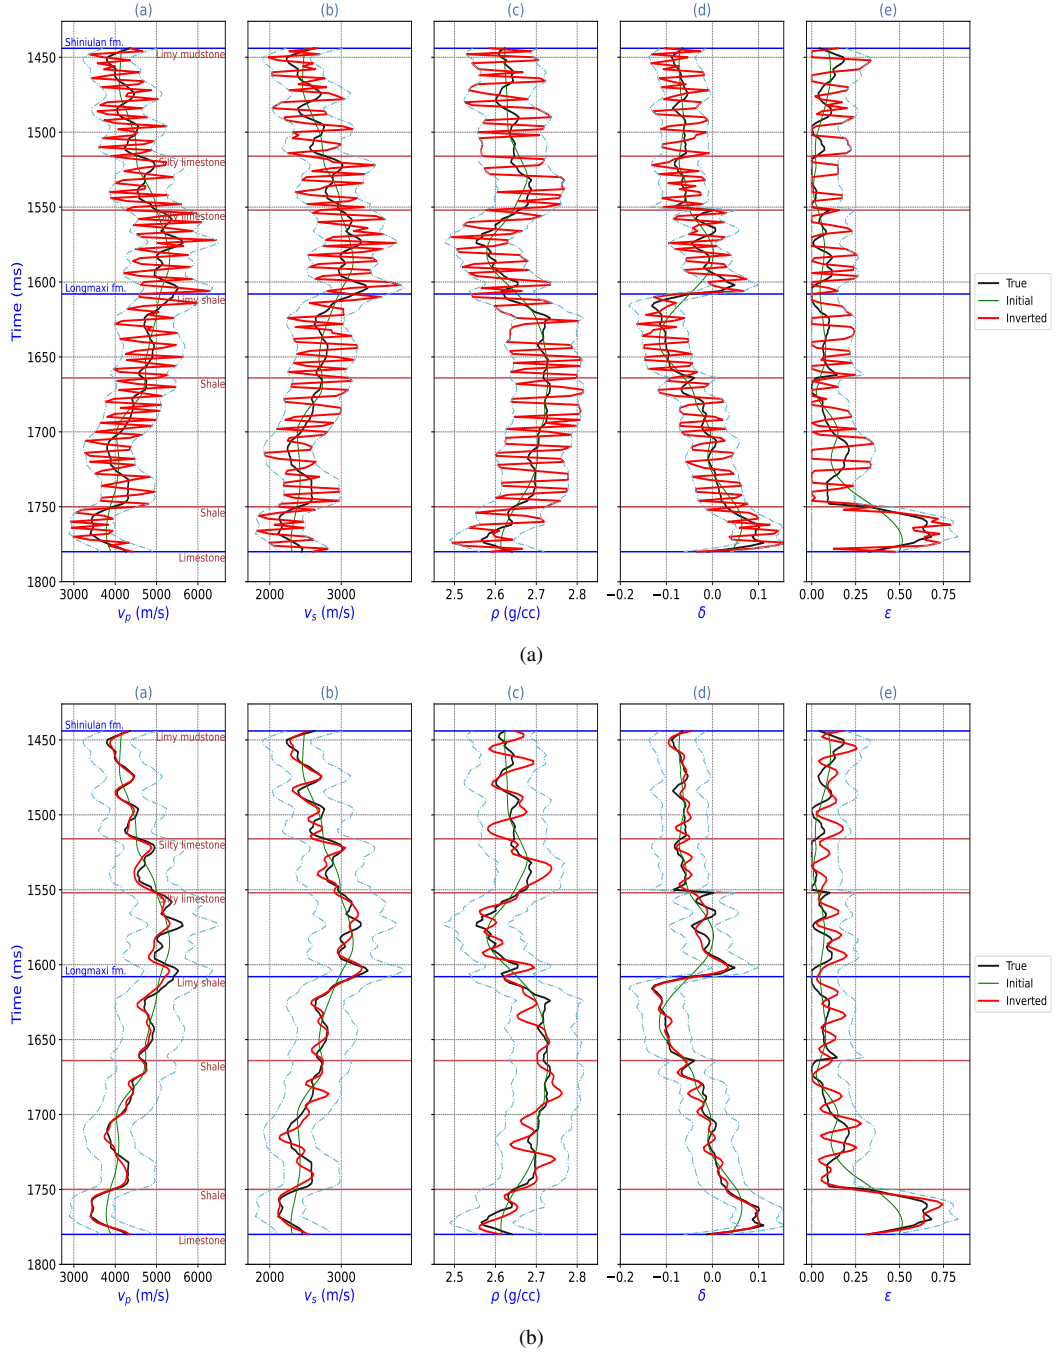 (a) (b) (c) (d) (e)
Shiniulan fm.
Limy mudstone
1450
1500
Silty limestone
1550
Silty limestone
1600
Longmaxi fm.
Limy shale
1650
Shale
1700
1750
Shale
Limestone
1800
Time (ms)
3000 4000 5000 6000 2000 3000 2.5 2.6 2.7 2.8 −0.2 −0.1 0.0 0.1 0.00 0.25 0.50 0.75
vp (m/s) vs (m/s) ρ (g/cc) δ ε
True
Initial
Inverted
(a)
(a) (b) (c) (d) (e)
Shiniulan fm.
Limy mudstone
1450
1500
Silty limestone
1550
Silty limestone
1600
Longmaxi fm.
Limy shale
1650
Shale
1700
1750
Shale
Limestone
1800
Time (ms)
3000 4000 5000 6000 2000 3000 2.5 2.6 2.7 2.8 −0.2 −0.1 0.0 0.1 0.00 0.25 0.50 0.75
vp (m/s) vs (m/s) ρ (g/cc) δ ε
True
Initial
Inverted
(b)